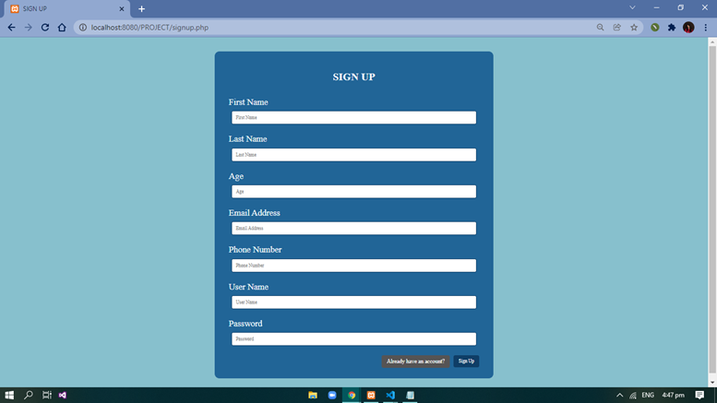 SIGN UP
localhost:8080/PROJECT/signup.php
SIGN UP
First Name
First Name
Last Name
Last Name
Age
Age
Email Address
Email Address
Phone Number
Phone Number
User Name
User Name
Password
Password
Already have an account? Sign Up
ENG 4:47 pm